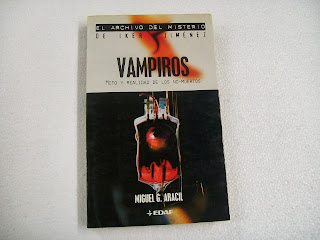 EL ARCHIVO DEL MISTERIO
DE IKER JIMÉNEZ
VAMPIROS
MITO Y REALIDAD DE LOS NO-MUERTOS
MIGUEL G. ARACIL
EDAF